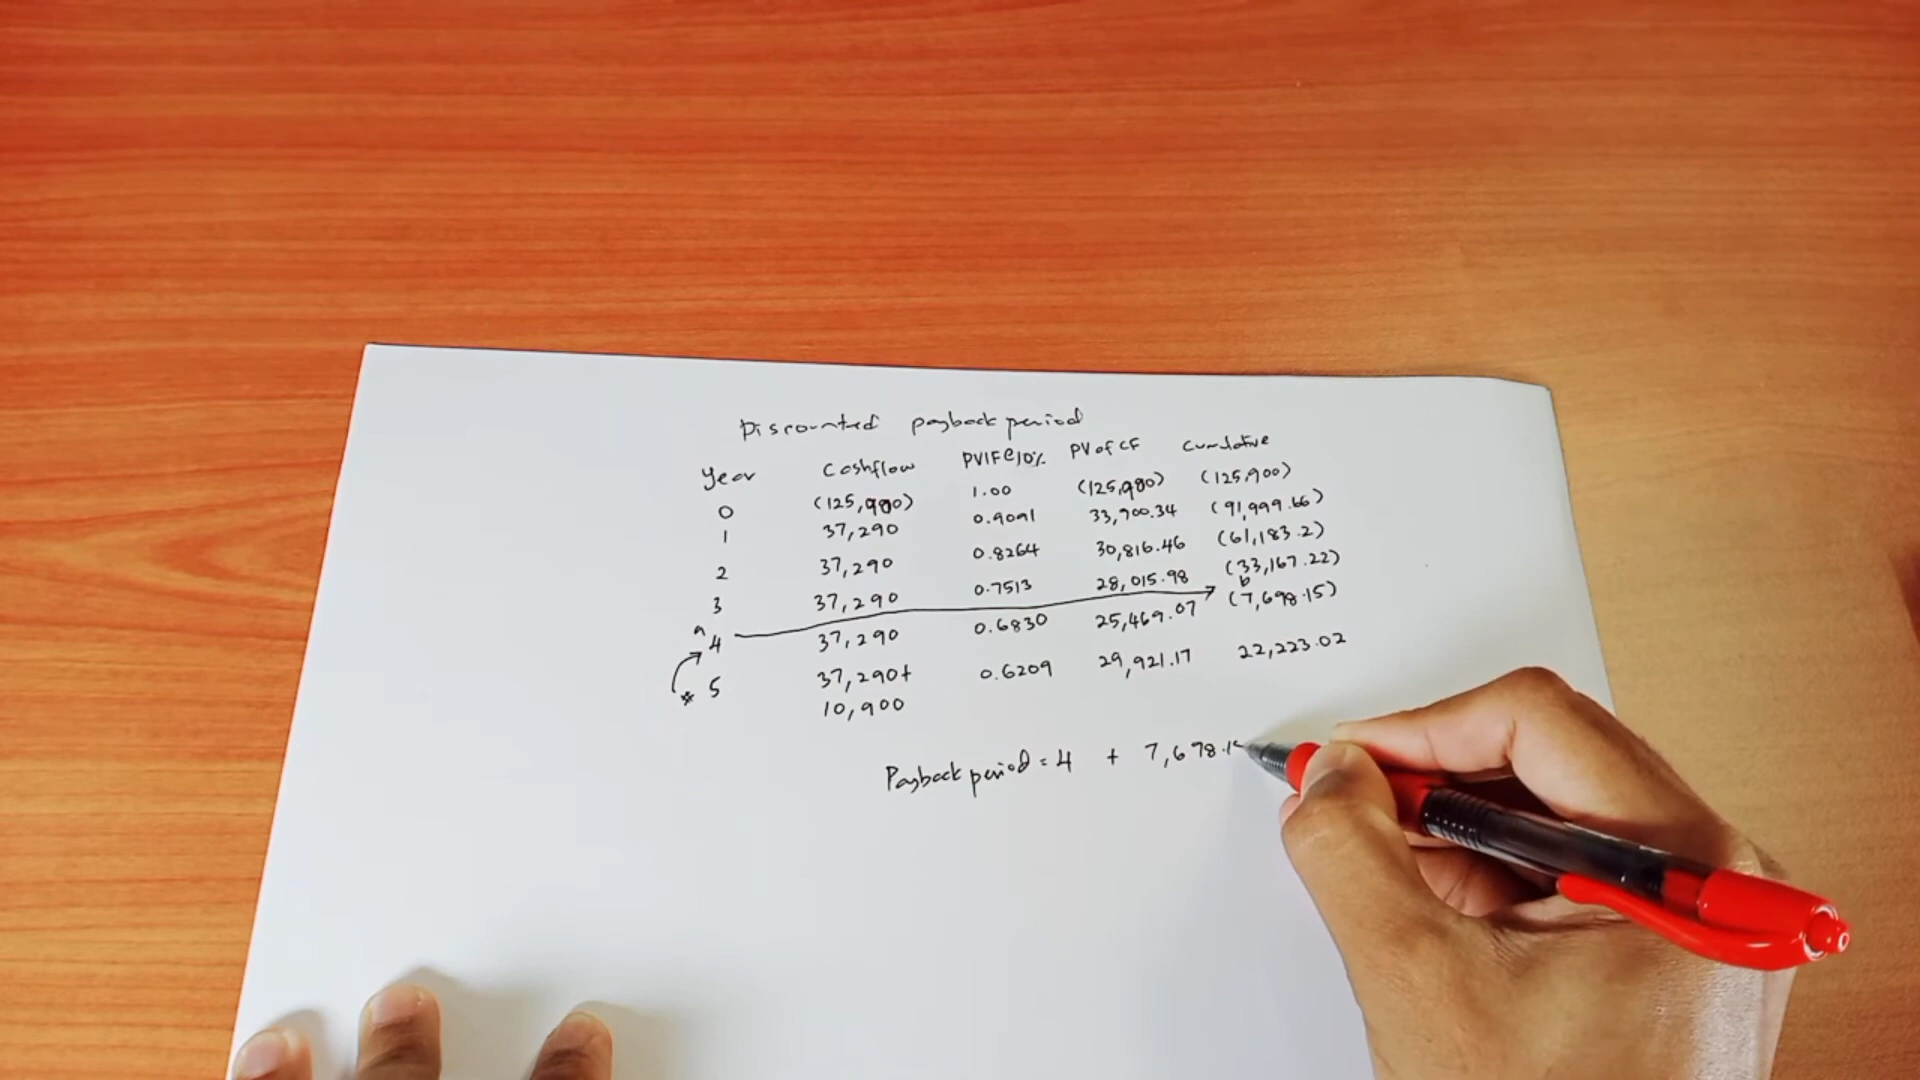 Discounted payback period
Year Cashflow PVIF@10% PV of CF Cumulative
0 (125,900) 1.00 (125,900) (125,900)
1 37,290 0.9091 33,900.34 (91,999.66)
2 37,290 0.8264 30,816.46 (61,183.2)
3 37,290 0.7513 28,015.98 (33,167.22)
a b
4 37,290 0.6830 25,469.07 (7,698.15)
* 5 37,290+ 0.6209 29,921.17 22,223.02
10,900
Payback period = 4 + 7,678.15